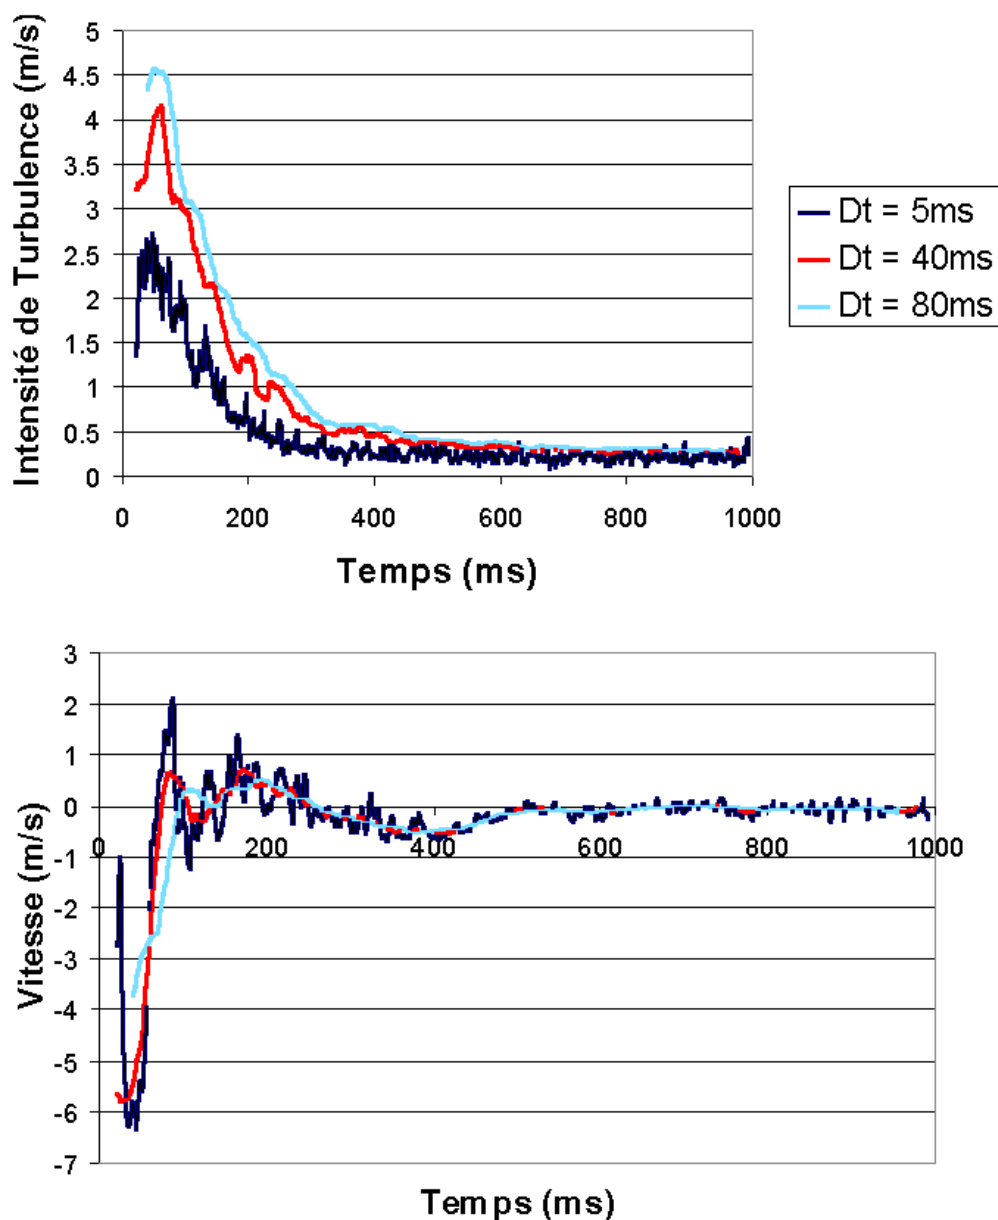 Intensité de Turbulence (m/s)
5
4.5
4
3.5
3
2.5
2
1.5
1
0.5
0
0 200 400 600 800 1000
Temps (ms)
Dt = 5ms
Dt = 40ms
Dt = 80ms
Vitesse (m/s)
3
2
1
0
-1
-2
-3
-4
-5
-6
-7
0 200 400 600 800 1000
Temps (ms)